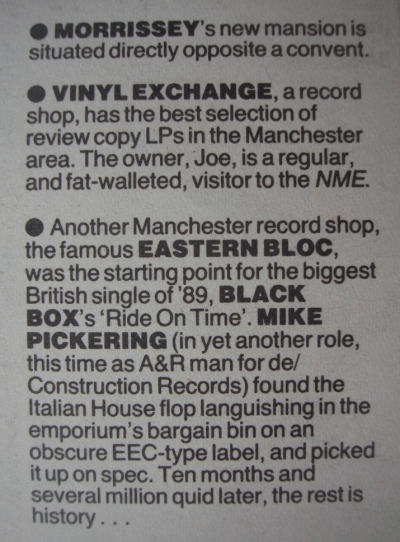 ● MORRISSEY's new mansion is
situated directly opposite a convent.
● VINYL EXCHANGE, a record
shop, has the best selection of
review copy LPs in the Manchester
area. The owner, Joe, is a regular,
and fat-walleted, visitor to the NME.
● Another Manchester record shop,
the famous EASTERN BLOC,
was the starting point for the biggest
British single of '89, BLACK
BOX's 'Ride On Time'. MIKE
PICKERING (in yet another role,
this time as A&R man for de/
Construction Records) found the
Italian House flop languishing in the
emporium's bargain bin on an
obscure EEC-type label, and picked
it up on spec. Ten months and
several million quid later, the rest is
history . . .